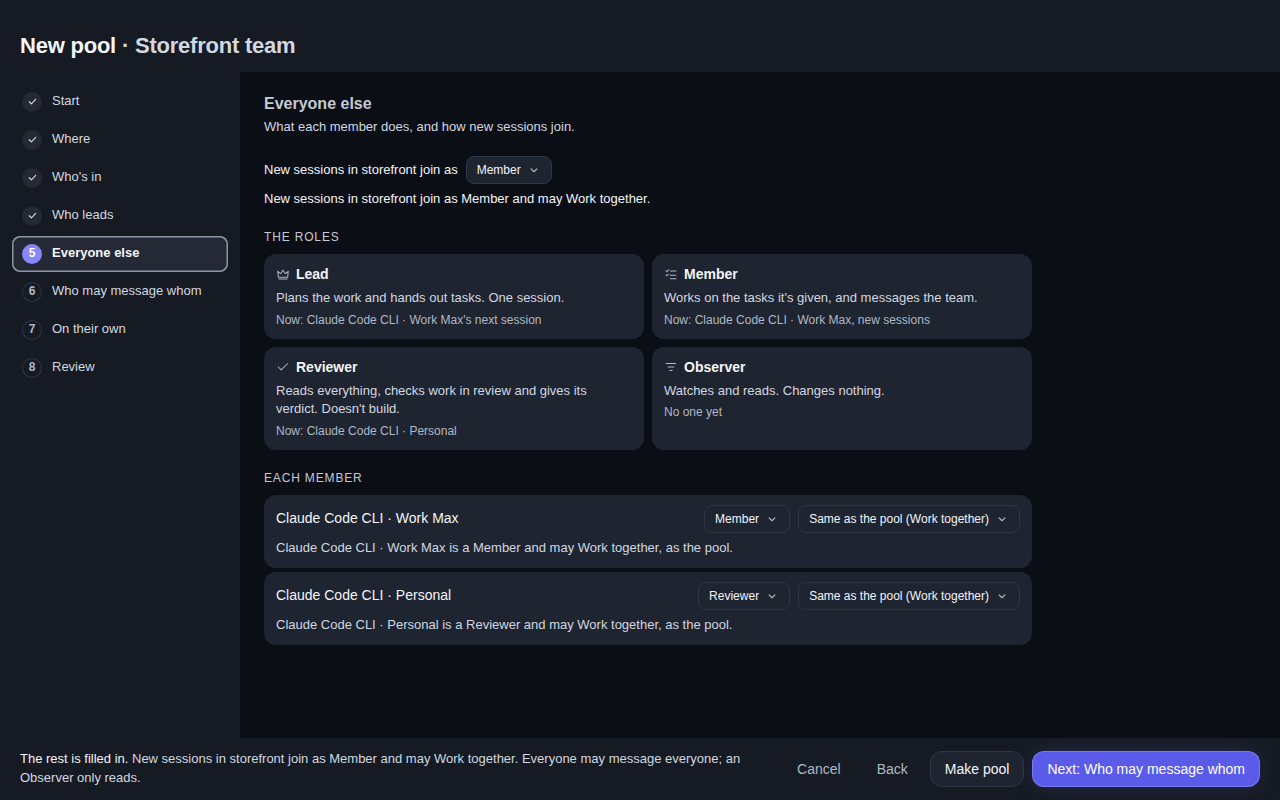 New pool · Storefront team
Start
Where
Who's in
Who leads
5 Everyone else
6 Who may message whom
7 On their own
8 Review
Everyone else
What each member does, and how new sessions join.
New sessions in storefront join as Member
New sessions in storefront join as Member and may Work together.
THE ROLES
Lead
Plans the work and hands out tasks. One session.
Now: Claude Code CLI · Work Max's next session
Member
Works on the tasks it's given, and messages the team.
Now: Claude Code CLI · Work Max, new sessions
Reviewer
Reads everything, checks work in review and gives its
verdict. Doesn't build.
Now: Claude Code CLI · Personal
Observer
Watches and reads. Changes nothing.
No one yet
EACH MEMBER
Claude Code CLI · Work Max Member Same as the pool (Work together)
Claude Code CLI · Work Max is a Member and may Work together, as the pool.
Claude Code CLI · Personal Reviewer Same as the pool (Work together)
Claude Code CLI · Personal is a Reviewer and may Work together, as the pool.
The rest is filled in. New sessions in storefront join as Member and may Work together. Everyone may message everyone; an
Observer only reads.
Cancel Back Make pool Next: Who may message whom